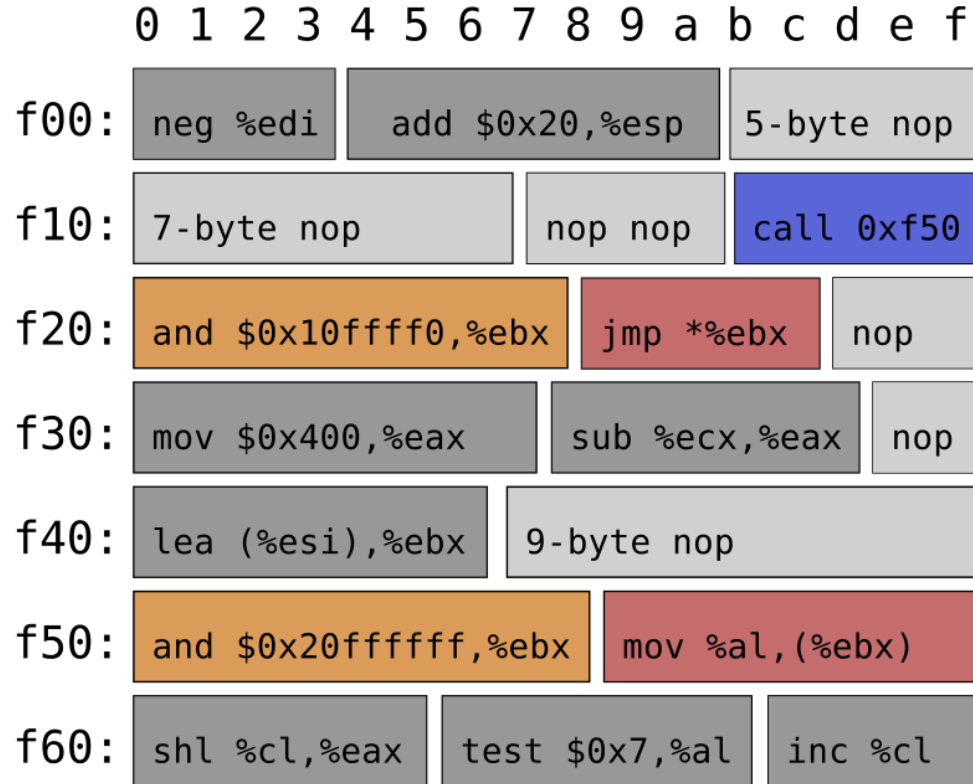 0 1 2 3 4 5 6 7 8 9 a b c d e f
f00: neg %edi add $0x20,%esp 5-byte nop
f10: 7-byte nop nop nop call 0xf50
f20: and $0x10ffff0,%ebx jmp *%ebx nop
f30: mov $0x400,%eax sub %ecx,%eax nop
f40: lea (%esi),%ebx 9-byte nop
f50: and $0x20ffffff,%ebx mov %al,(%ebx)
f60: shl %cl,%eax test $0x7,%al inc %cl